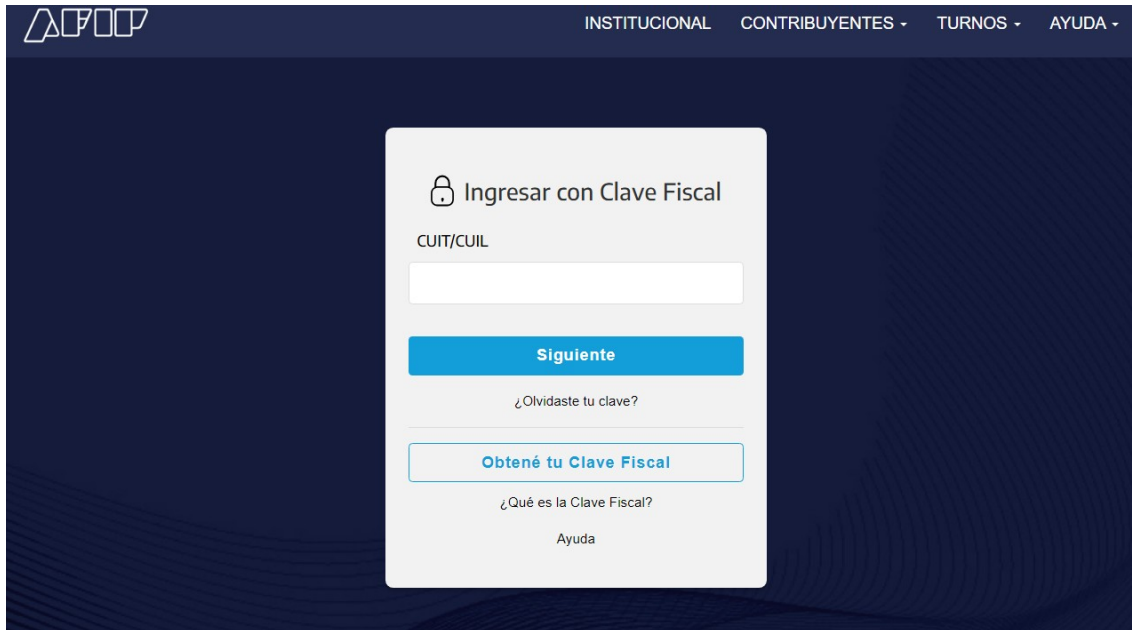 AFIP
INSTITUCIONAL CONTRIBUYENTES TURNOS AYUDA
Ingresar con Clave Fiscal
CUIT/CUIL
Siguiente
¿Olvidaste tu clave?
Obtené tu Clave Fiscal
¿Qué es la Clave Fiscal?
Ayuda